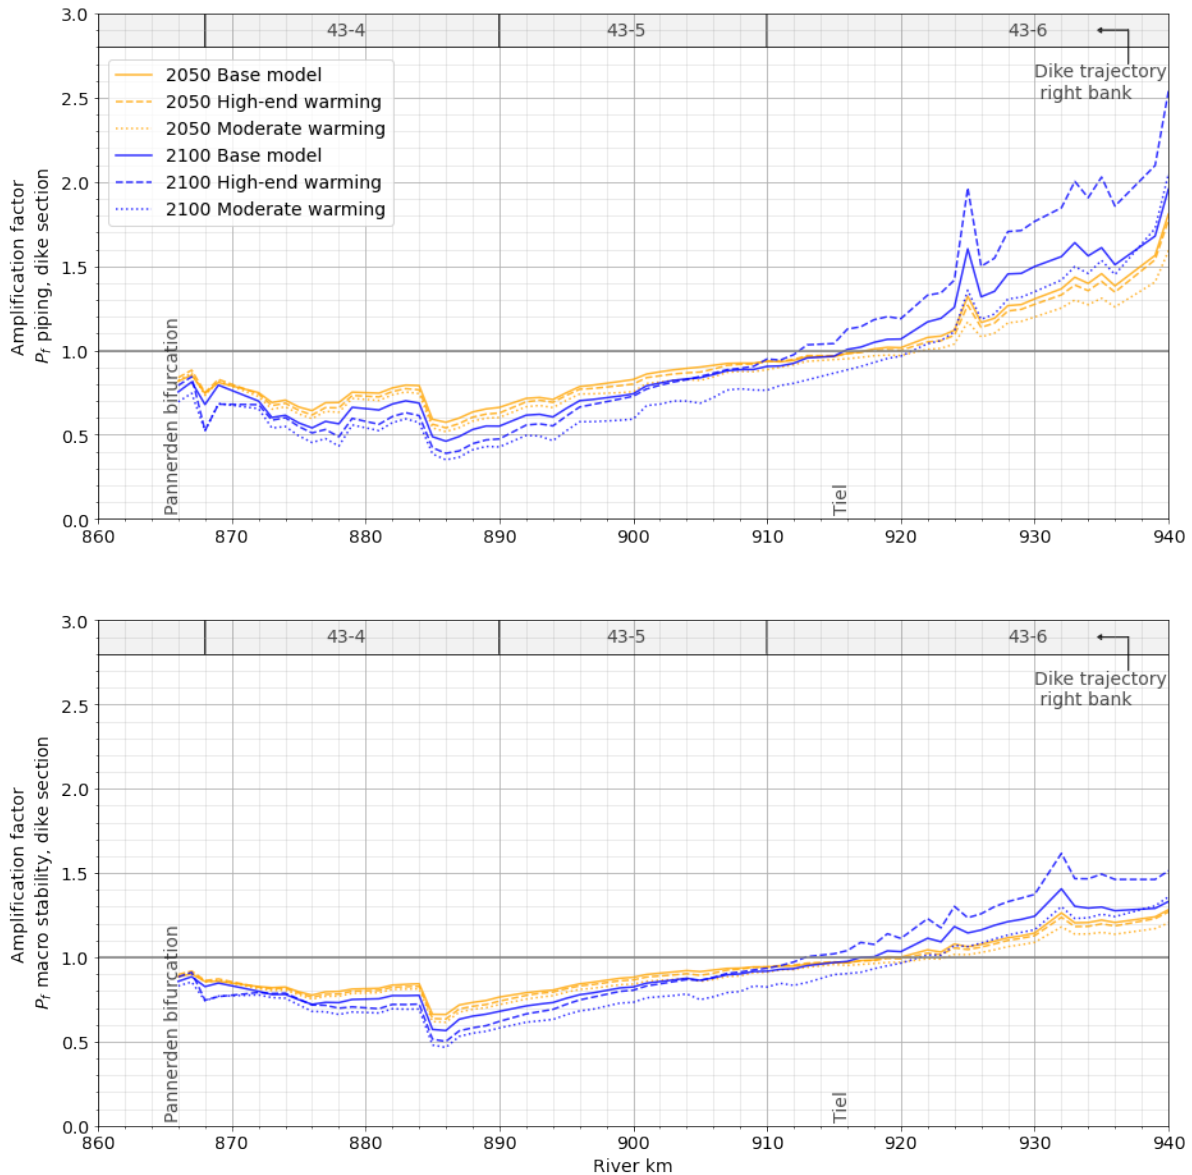 3.0
2.5
2.0
1.5
1.0
0.5
0.0
Amplification factor
Pf piping, dike section
43-4
43-5
43-6
Dike trajectory
right bank
2050 Base model
2050 High-end warming
2050 Moderate warming
2100 Base model
2100 High-end warming
2100 Moderate warming
Pannerden bifurcation
Tiel
860
870
880
890
900
910
920
930
940
3.0
2.5
2.0
1.5
1.0
0.5
0.0
Amplification factor
Pf macro stability, dike section
43-4
43-5
43-6
Dike trajectory
right bank
Pannerden bifurcation
Tiel
860
870
880
890
900
910
920
930
940
River km